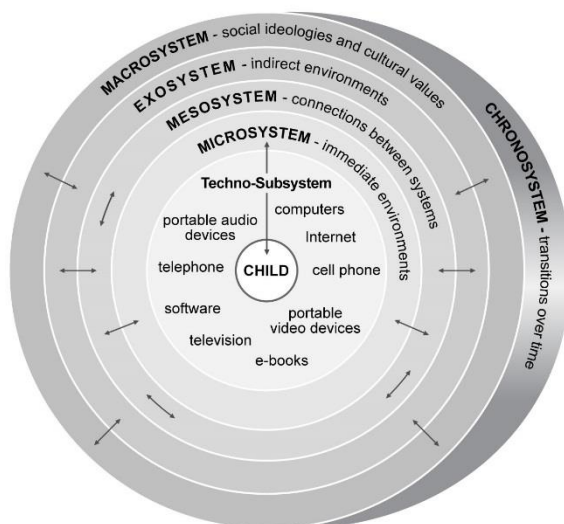 MACROSYSTEM - social ideologies and cultural values
EXOSYSTEM - indirect environments
MESOSYSTEM - connections between systems
MICROSYSTEM - immediate environments
CHRONOSYSTEM - transitions over time
Techno-Subsystem
computers
portable audio
devices
Internet
telephone
CHILD
cell phone
software
portable
video devices
television
e-books